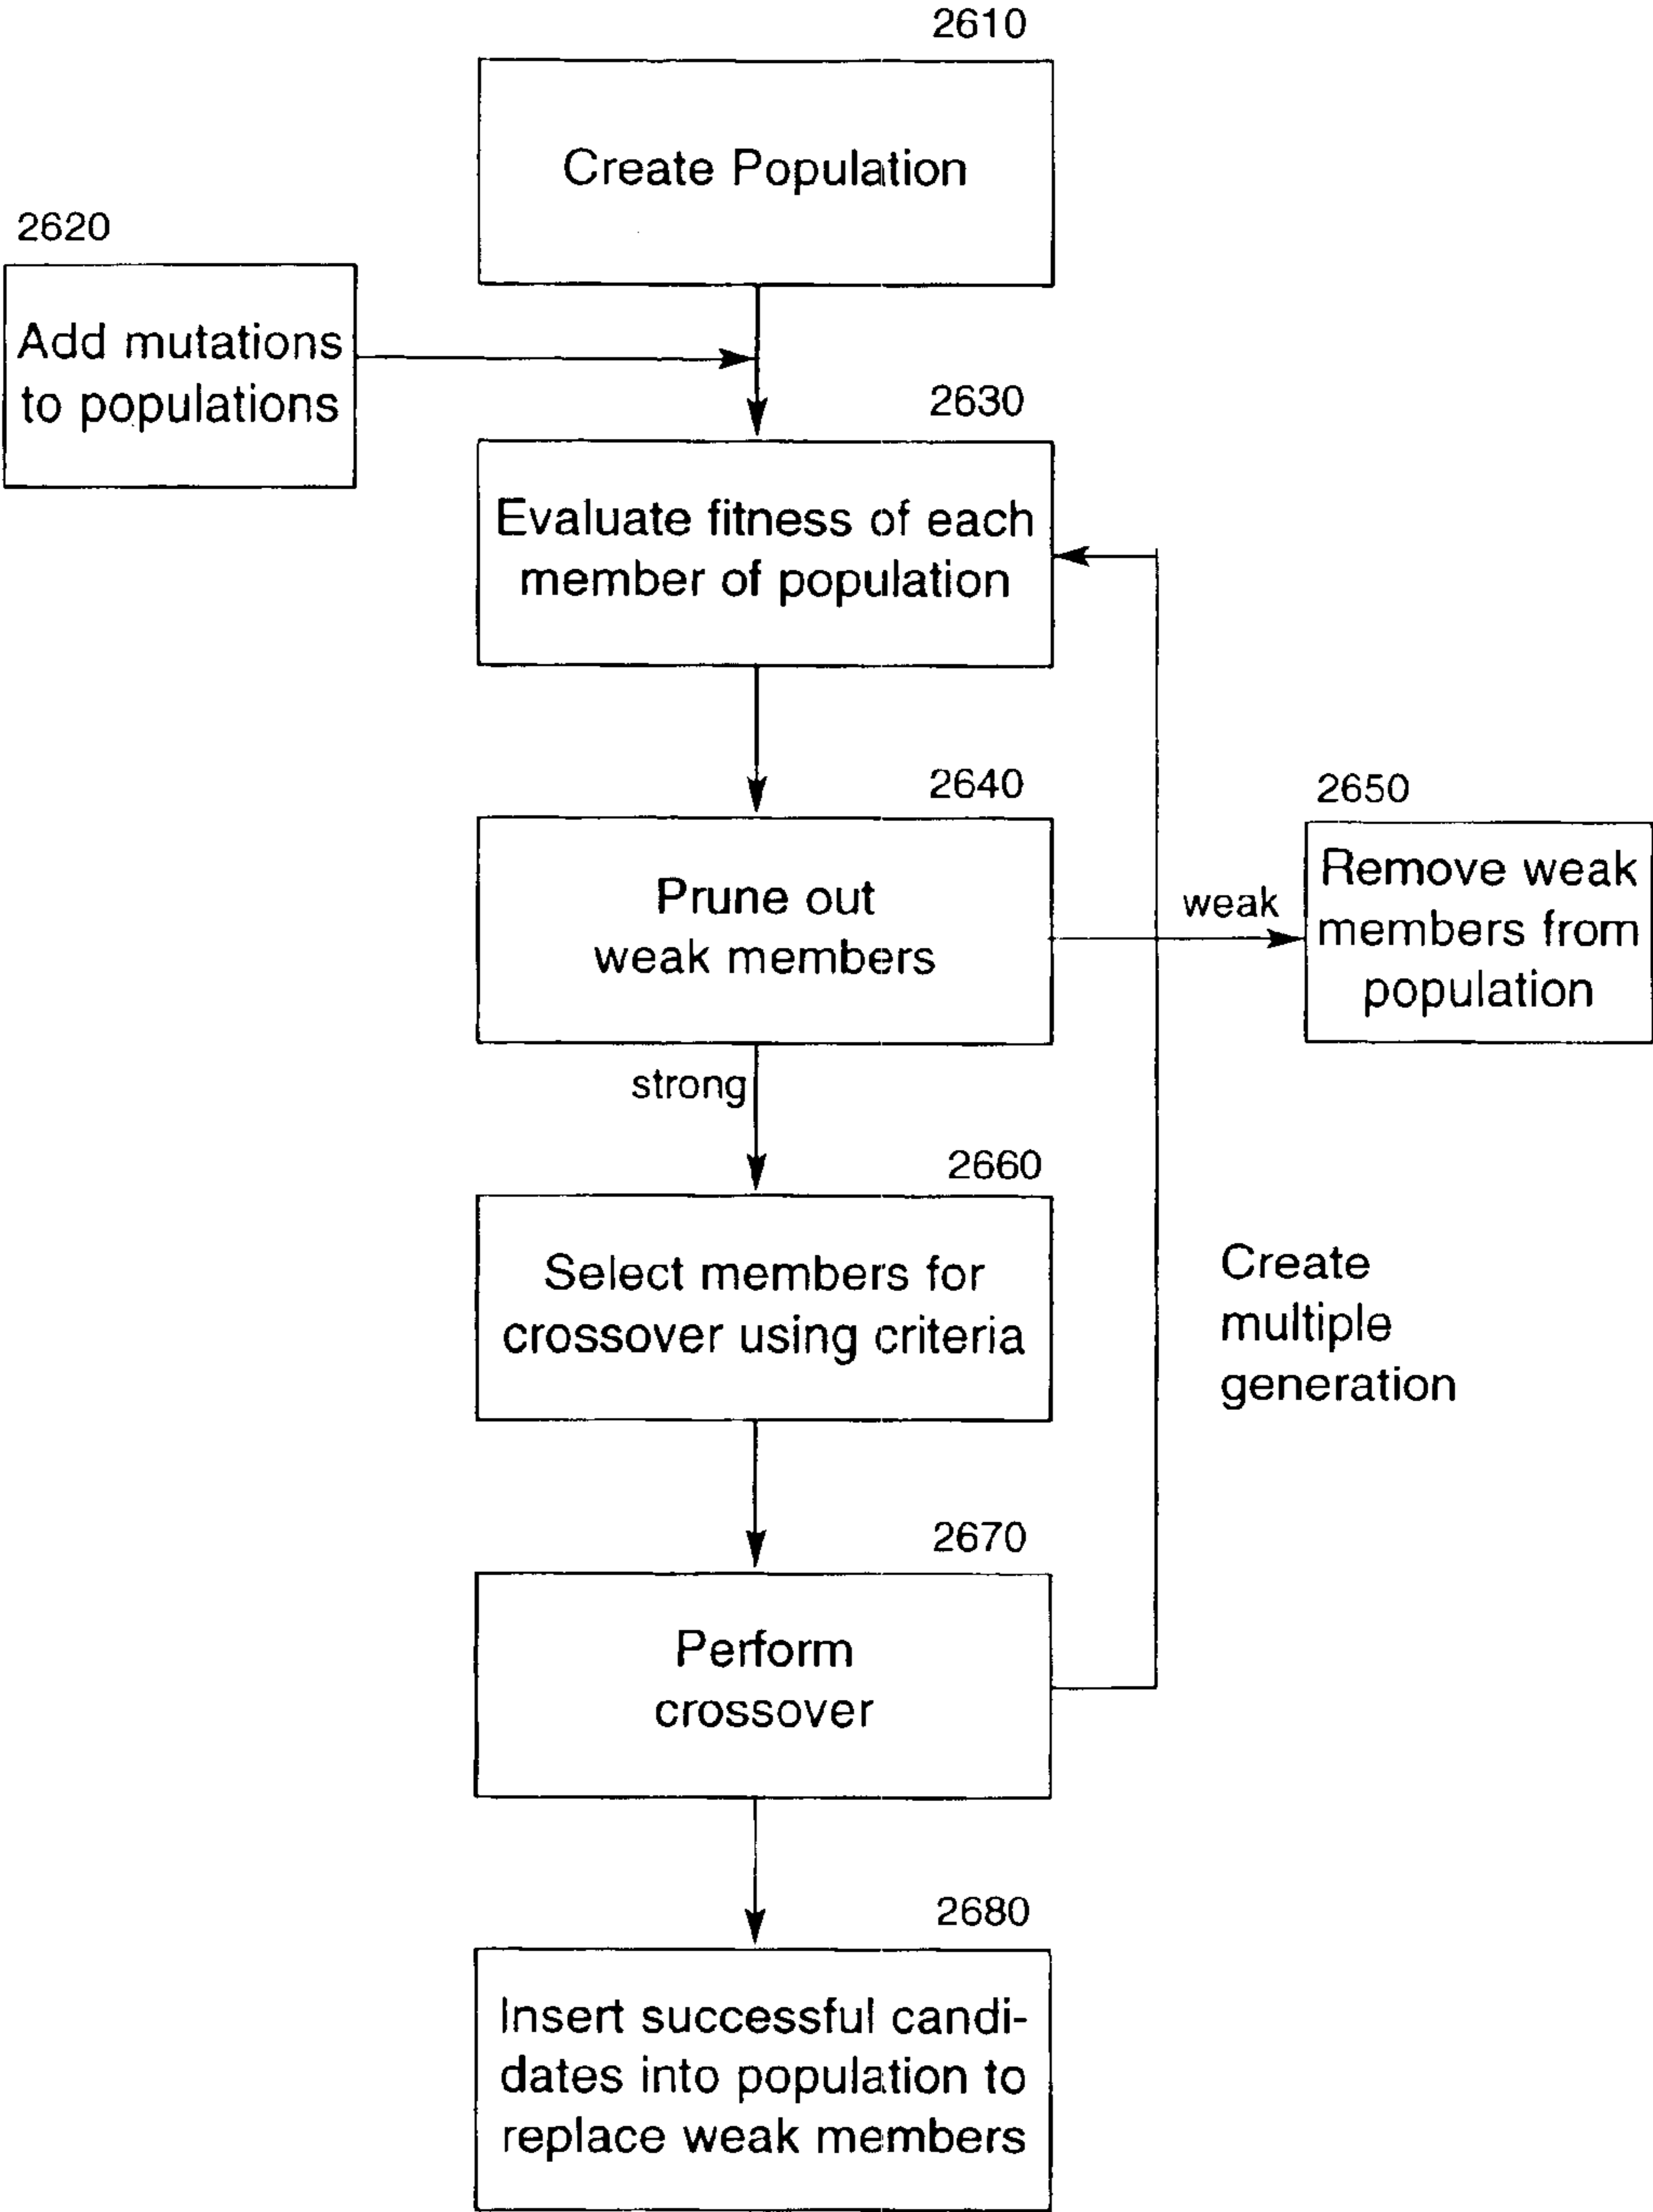 2610
Create Population
2620
Add mutations
to populations
2630
Evaluate fitness of each
member of population
2640
Prune out
weak members
weak
2650
Remove weak
members from
population
strong
2660
Select members for
crossover using criteria
Create
multiple
generation
2670
Perform
crossover
2680
Insert successful candi-
dates into population to
replace weak members